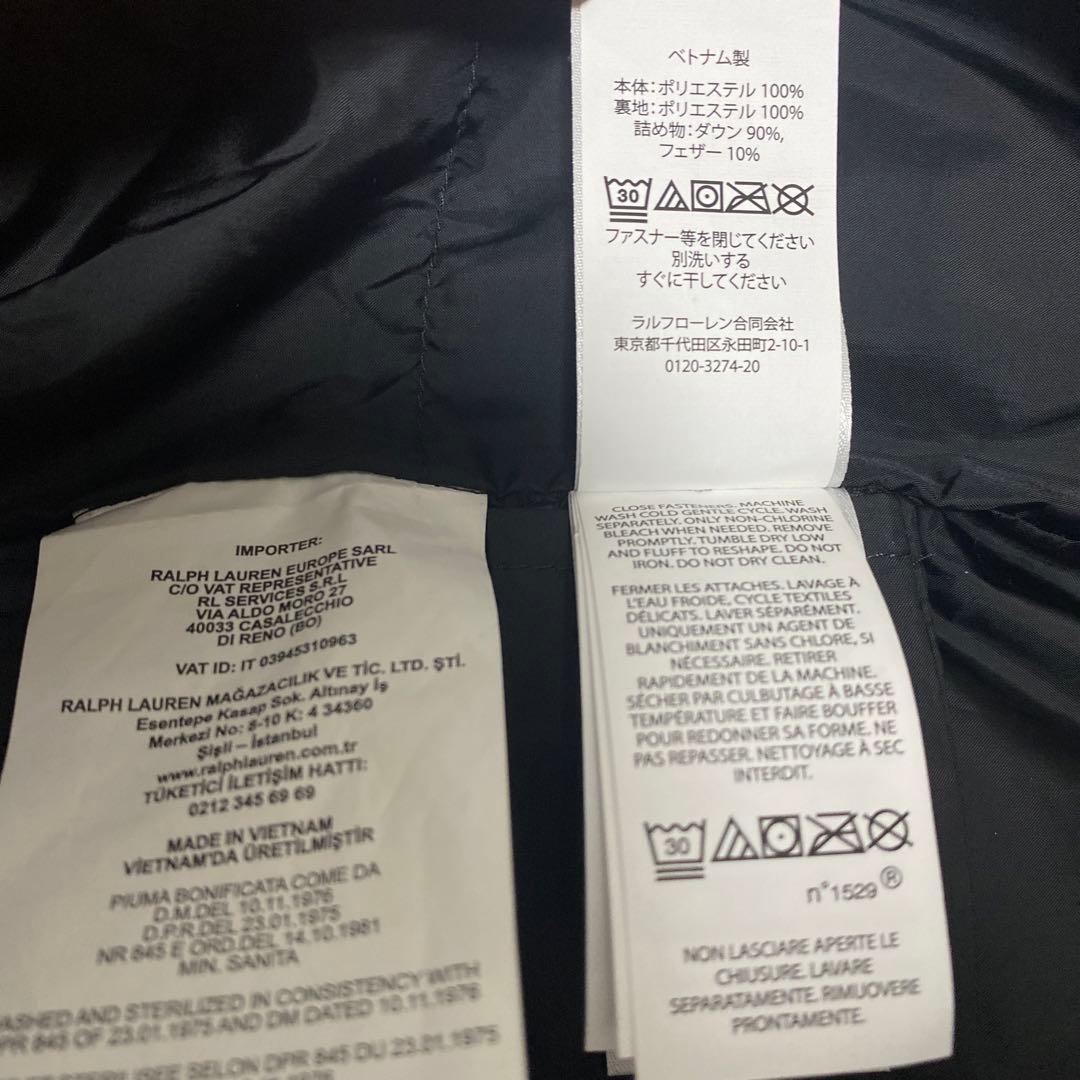 ベトナム製
本体:ポリエステル 100%
裏地:ポリエステル 100%
詰め物:ダウン 90%,
フェザー 10%
30
ファスナー等を閉じてください
別洗いする
すぐに干してください
ラルフローレン合同会社
東京都千代田区永田町2-10-1
0120-3274-20
CLOSE FASTENERS. MACHINE
WASH COLD GENTLE CYCLE. WASH
SEPARATELY. ONLY NON-CHLORINE
BLEACH WHEN NEEDED. REMOVE
PROMPTLY. TUMBLE DRY LOW
AND FLUFF TO RESHAPE. DO NOT
IRON. DO NOT DRY CLEAN.
FERMER LES ATTACHES. LAVAGE À
L'EAU FROIDE, CYCLE TEXTILES
DÉLICATS. LAVER SÉPARÉMENT.
UNIQUEMENT UN AGENT DE
BLANCHIMENT SANS CHLORE, SI
NÉCESSAIRE. RETIRER
RAPIDEMENT DE LA MACHINE.
SÉCHER PAR CULBUTAGE À BASSE
TEMPÉRATURE ET FAIRE BOUFFER
POUR REDONNER SA FORME. NE
PAS REPASSER. NETTOYAGE À SEC
INTERDIT.
30
n°1529®
NON LASCIARE APERTE LE
CHIUSURE. LAVARE
SEPARATAMENTE. RIMUOVERE
PRONTAMENTE.
IMPORTER:
RALPH LAUREN EUROPE SARL
C/O VAT REPRESENTATIVE
RL SERVICES S.R.L
VIA ALDO MORO 27
40033 CASALECCHIO
DI RENO (BO)
VAT ID: IT 03945310963
RALPH LAUREN MAĞAZACILIK VE TİC. LTD. ŞTİ.
Esentepe Kasap Sok. Altınay İş
Merkezi No: 8-10 K: 4 34360
Şişli – İstanbul
www.ralphlauren.com.tr
TÜKETİCİ İLETİŞİM HATTI:
0212 345 69 69
MADE IN VIETNAM
VİETNAM'DA ÜRETİLMİŞTİR
PIUMA BONIFICATA COME DA
D.M.DEL 10.11.1976
D.P.R.DEL 23.01.1975
NR 845 E ORD.DEL 14.10.1981
MIN. SANITA
WASHED AND STERILIZED IN CONSISTENCY WITH
DPR 845 OF 23.01.1975 AND DM DATED 10.11.1976
SELON DPR 845 DU 23.01.1975